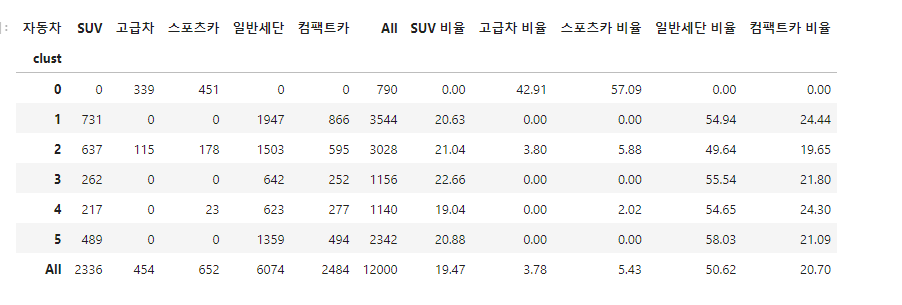 자동차 SUV 고급차 스포츠카 일반세단 컴팩트카 All SUV 비율 고급차 비율 스포츠카 비율 일반세단 비율 컴팩트카 비율
clust
0 0 339 451 0 0 790 0.00 42.91 57.09 0.00 0.00
1 731 0 0 1947 866 3544 20.63 0.00 0.00 54.94 24.44
2 637 115 178 1503 595 3028 21.04 3.80 5.88 49.64 19.65
3 262 0 0 642 252 1156 22.66 0.00 0.00 55.54 21.80
4 217 0 23 623 277 1140 19.04 0.00 2.02 54.65 24.30
5 489 0 0 1359 494 2342 20.88 0.00 0.00 58.03 21.09
All 2336 454 652 6074 2484 12000 19.47 3.78 5.43 50.62 20.70